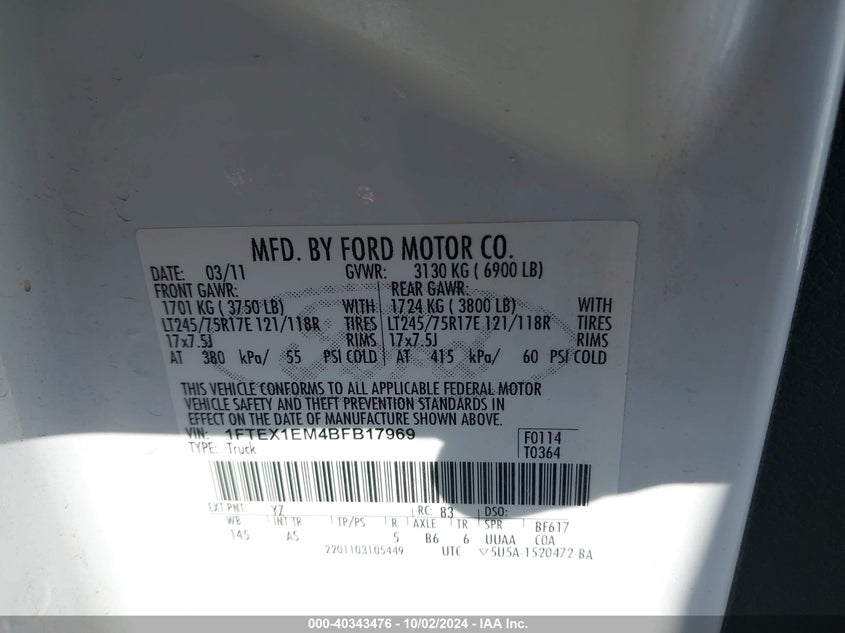 MFD. BY FORD MOTOR CO.
DATE: 03/11 GVWR: 3130 KG ( 6900 LB)
FRONT GAWR: REAR GAWR:
1701 KG ( 3750 LB) WITH 1724 KG ( 3800 LB) WITH
LT245/75R17E 121/118R TIRES LT245/75R17E 121/118R TIRES
17x7.5J RIMS 17x7.5J RIMS
AT 380 kPa/ 55 PSI COLD AT 415 kPa/ 60 PSI COLD
THIS VEHICLE CONFORMS TO ALL APPLICABLE FEDERAL MOTOR
VEHICLE SAFETY AND THEFT PREVENTION STANDARDS IN
EFFECT ON THE DATE OF MANUFACTURE SHOWN ABOVE.
VIN: 1FTEX1EM4BFB17969 F0114
TYPE: Truck T0364
EXT PNT: YZ RC: 83 DSO:
WB INT TR TP/PS R AXLE TR SPR BF617
145 AS 5 B6 6 UUAA COA
2201103105449 UTC ▽5U5A-1520472-BA
000-40343476 - 10/02/2024 - IAA Inc.